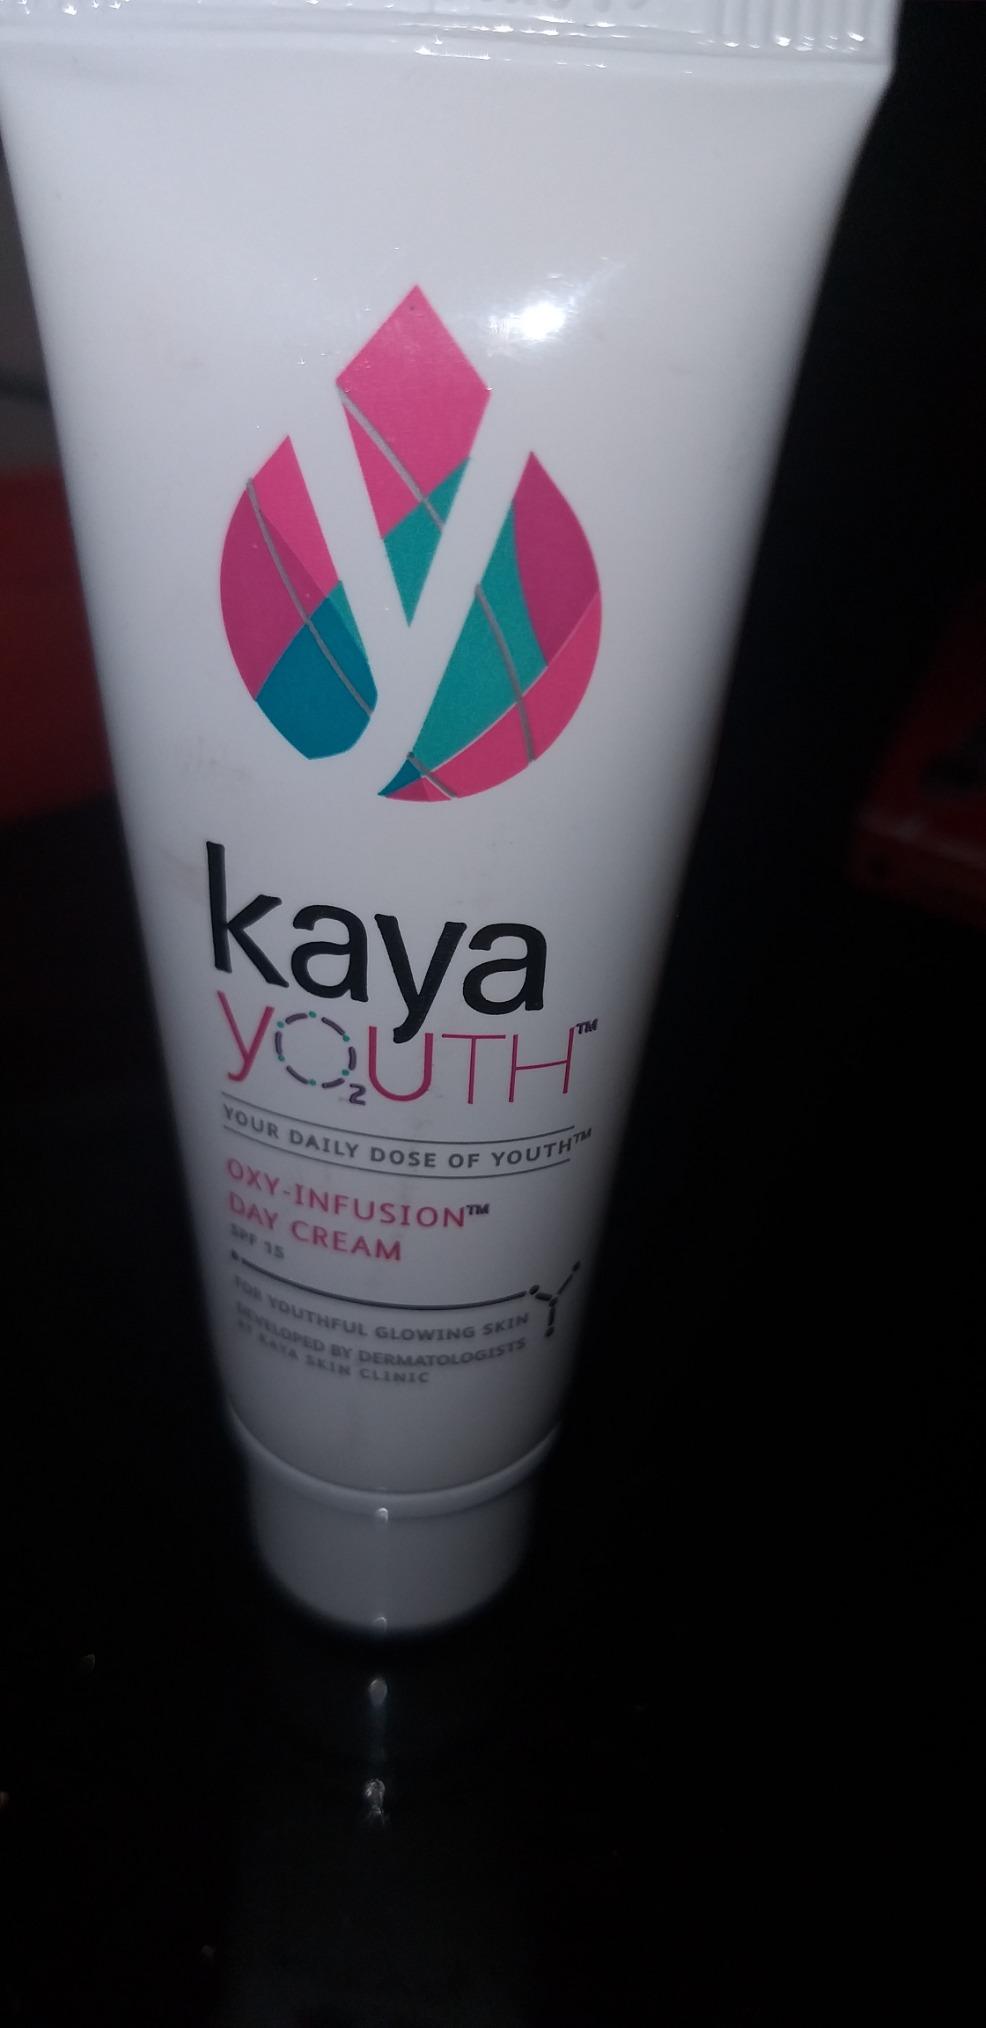 kaya
YO2UTH™
YOUR DAILY DOSE OF YOUTH™
OXY-INFUSION™
DAY CREAM
SPF 15
FOR YOUTHFUL GLOWING SKIN
DEVELOPED BY DERMATOLOGISTS
AT KAYA SKIN CLINIC